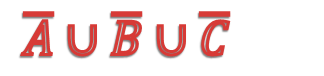 A̅ ∪ B̅ ∪ C̅